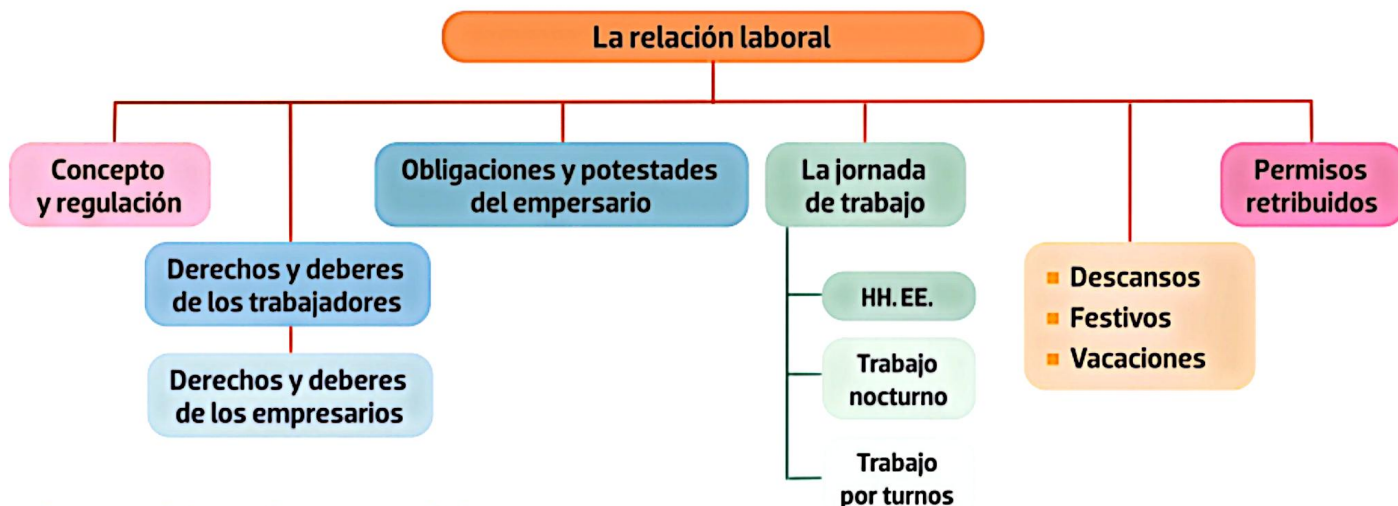 La relación laboral
Concepto
y regulación
Derechos y deberes
de los trabajadores
Derechos y deberes
de los empresarios
Obligaciones y potestades
del empersario
La jornada
de trabajo
HH. EE.
Trabajo
nocturno
Trabajo
por turnos
Descansos
Festivos
Vacaciones
Permisos
retribuidos